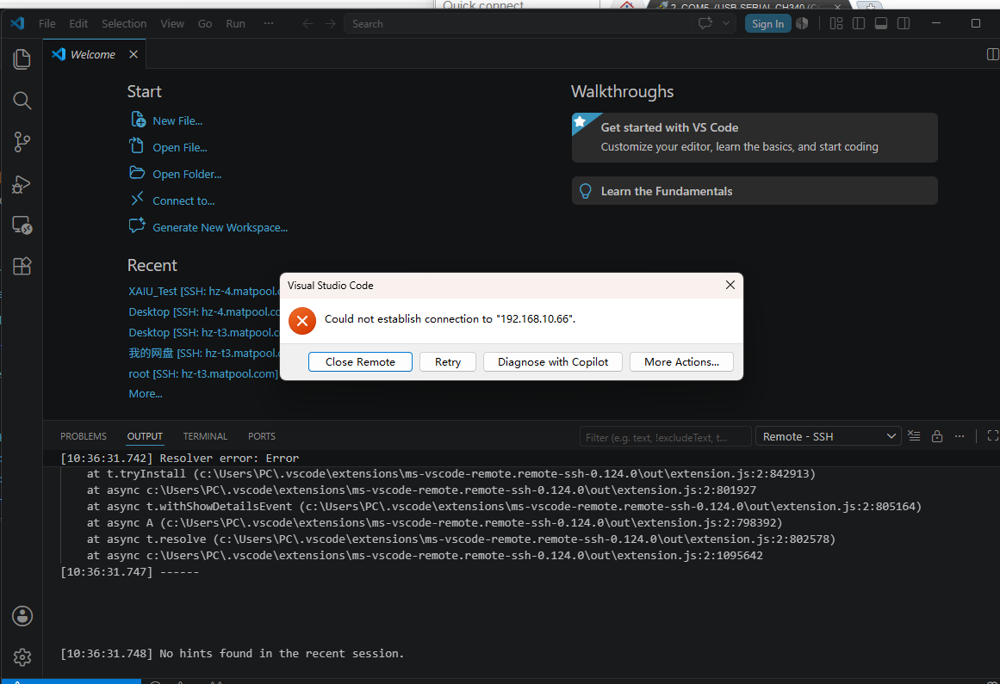 Quick connect
2. COM5 (USB-SERIAL CH340 (
File Edit Selection View Go Run ··· Search Sign In
Welcome
Start
New File...
Open File...
Open Folder...
Connect to...
Generate New Workspace...
Recent
XAIU_Test [SSH: hz-4.matpool.c
Desktop [SSH: hz-4.matpool.co
Desktop [SSH: hz-t3.matpool.c
我的网盘 [SSH: hz-t3.matpool.
root [SSH: hz-t3.matpool.com]
More...
Walkthroughs
Get started with VS Code
Customize your editor, learn the basics, and start coding
Learn the Fundamentals
Visual Studio Code
Could not establish connection to "192.168.10.66".
Close Remote Retry Diagnose with Copilot More Actions...
PROBLEMS OUTPUT TERMINAL PORTS Filter (e.g. text, !excludeText, t... Remote - SSH
[10:36:31.742] Resolver error: Error
at t.tryInstall (c:\Users\PC\.vscode\extensions\ms-vscode-remote.remote-ssh-0.124.0\out\extension.js:2:842913)
at async c:\Users\PC\.vscode\extensions\ms-vscode-remote.remote-ssh-0.124.0\out\extension.js:2:801927
at async t.withShowDetailsEvent (c:\Users\PC\.vscode\extensions\ms-vscode-remote.remote-ssh-0.124.0\out\extension.js:2:805164)
at async A (c:\Users\PC\.vscode\extensions\ms-vscode-remote.remote-ssh-0.124.0\out\extension.js:2:798392)
at async t.resolve (c:\Users\PC\.vscode\extensions\ms-vscode-remote.remote-ssh-0.124.0\out\extension.js:2:802578)
at async c:\Users\PC\.vscode\extensions\ms-vscode-remote.remote-ssh-0.124.0\out\extension.js:2:1095642
[10:36:31.747] ------
[10:36:31.748] No hints found in the recent session.